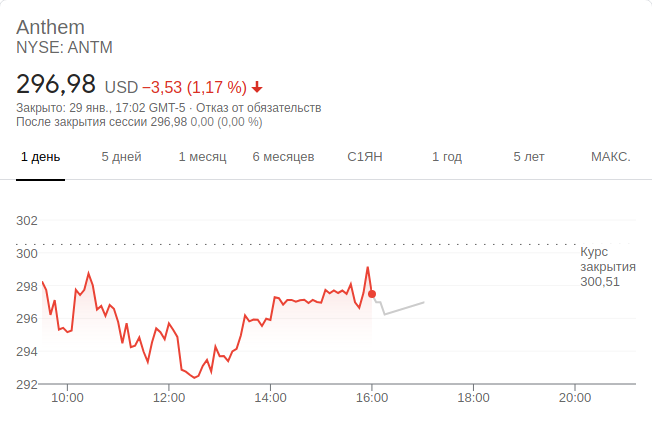 Anthem
NYSE: ANTM
296,98 USD −3,53 (1,17 %)
Закрыто: 29 янв., 17:02 GMT-5 · Отказ от обязательств
После закрытия сессии 296,98 0,00 (0,00 %)
1 день 5 дней 1 месяц 6 месяцев С1ЯН 1 год 5 лет МАКС.
302
300
298
296
294
292
Курс
закрытия
300,51
10:00 12:00 14:00 16:00 18:00 20:00